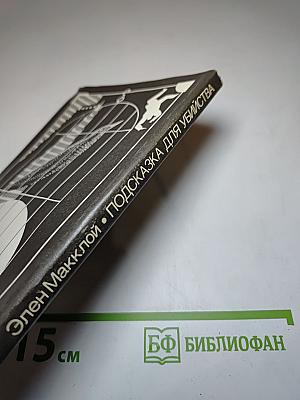 Элен Макклой • ПОДСКАЗКА ДЛЯ УБИЙСТВА
15 см
БФ БИБЛИОФАН